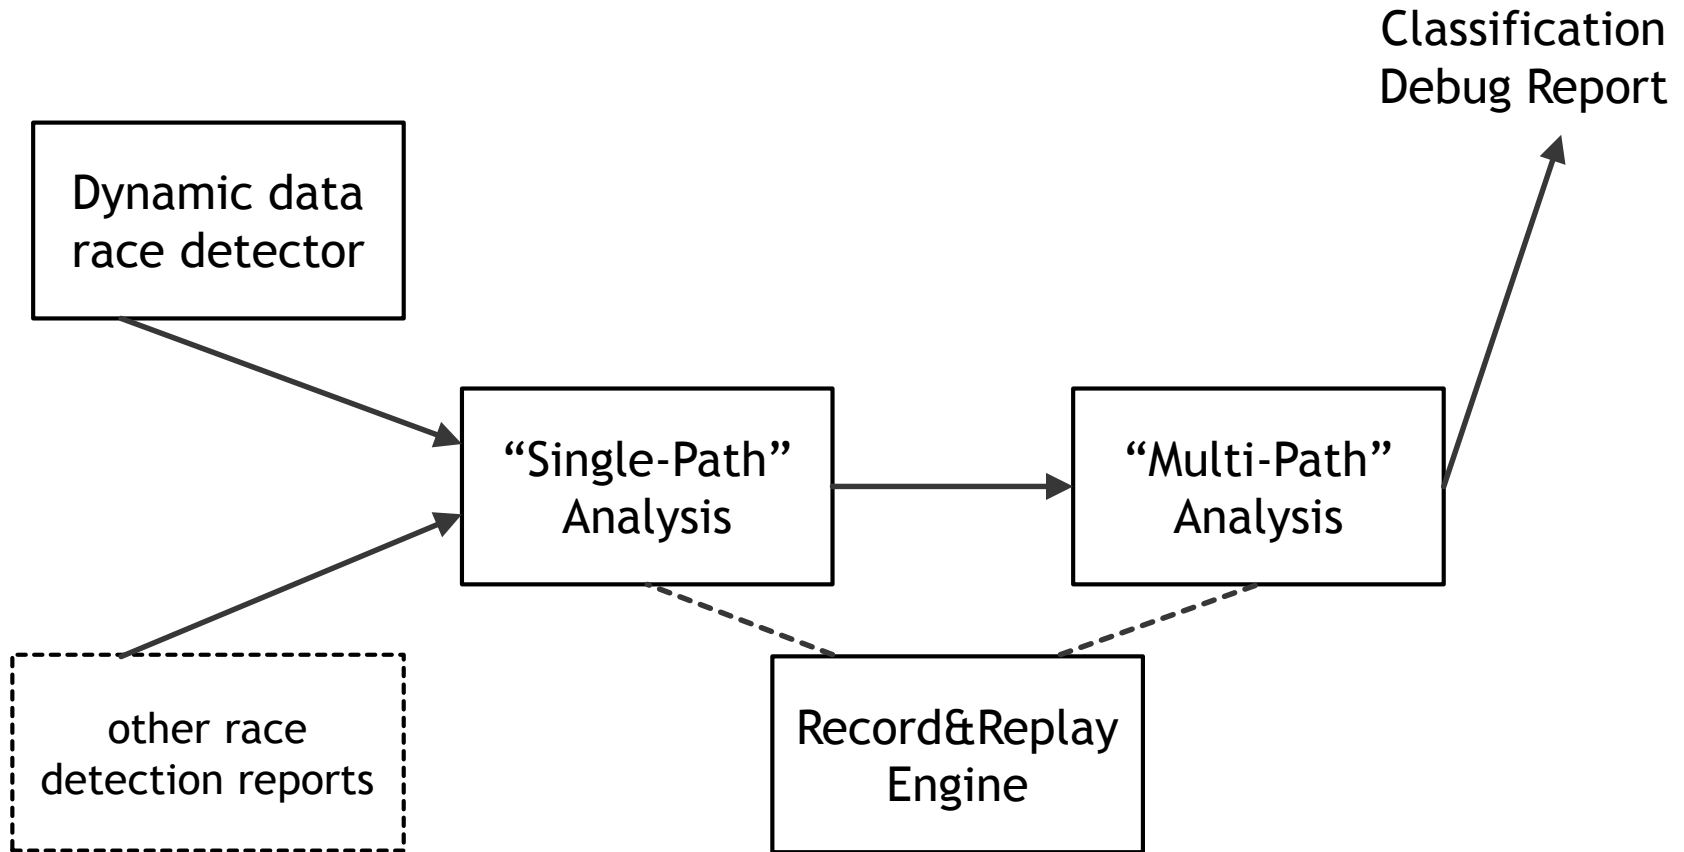 Classification
Debug Report
Dynamic data
race detector
“Single-Path”
Analysis
“Multi-Path”
Analysis
other race
detection reports
Record&Replay
Engine